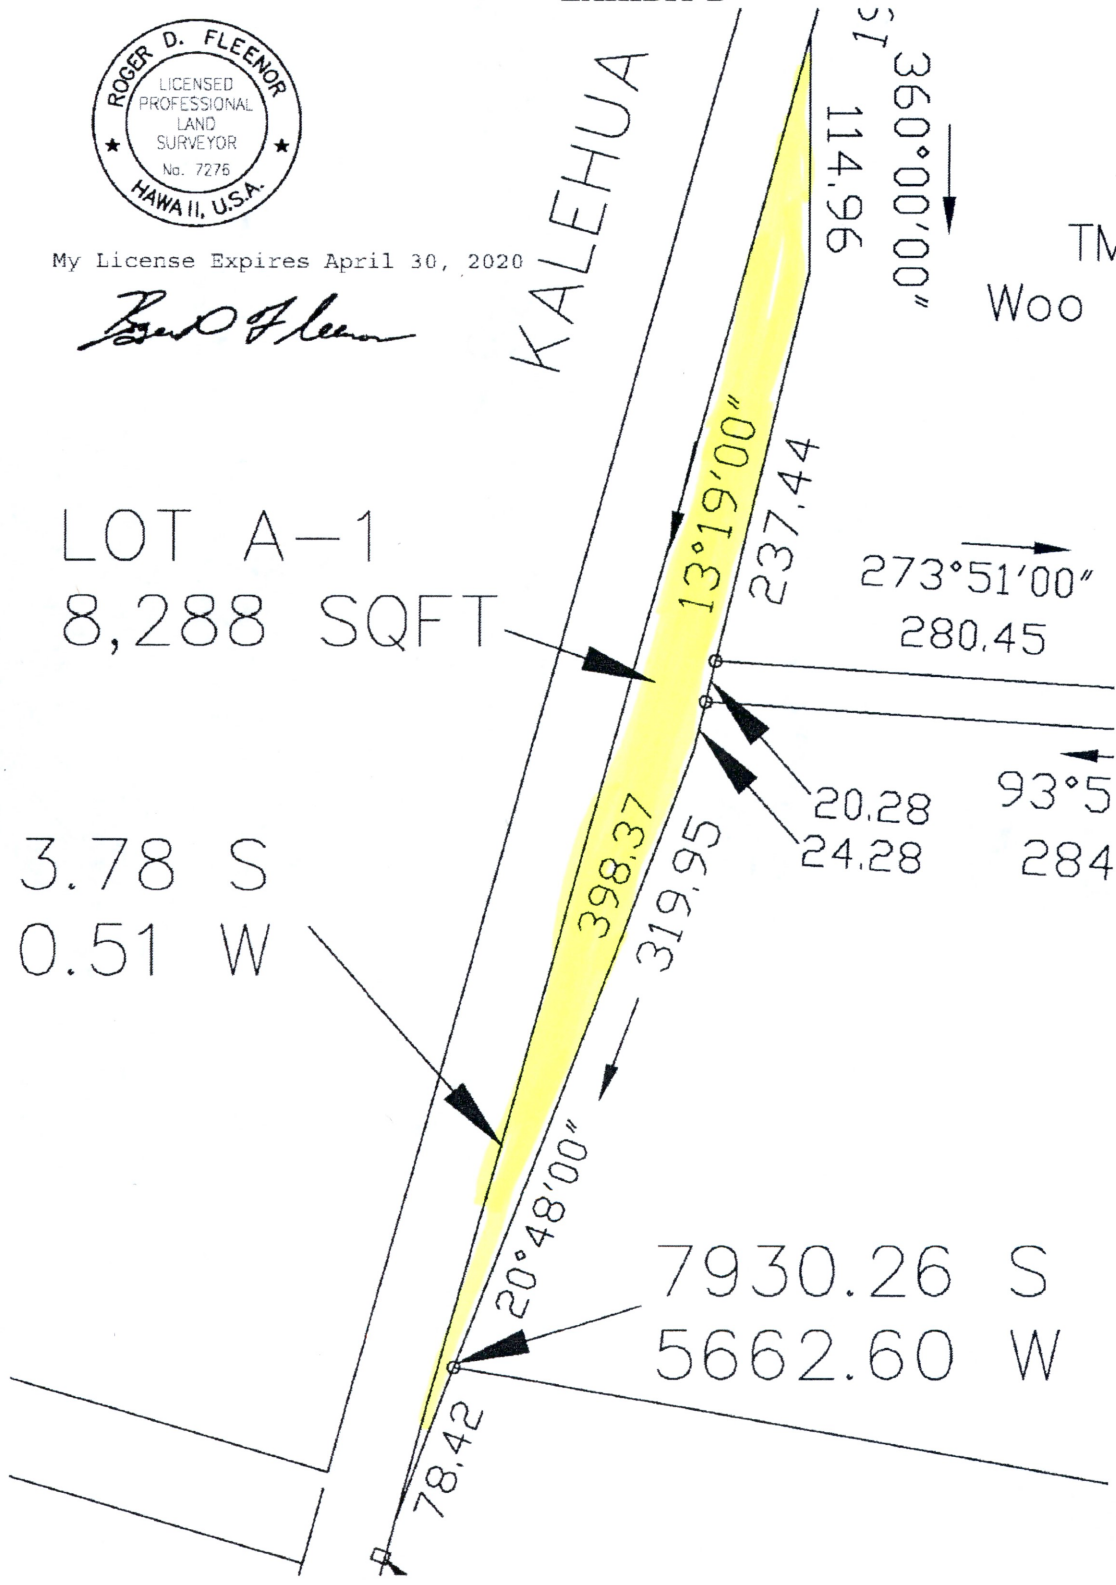 ROGER D. FLEENOR
LICENSED
PROFESSIONAL
LAND
SURVEYOR
No. 7276
HAWAII, U.S.A.
My License Expires April 30, 2020
KALEHUA
360°00'00"
114.96
Woo
13°19'00"
237.44
LOT A-1
8,288 SQFT
273°51'00"
280.45
20.28
24.28
93°5
284
398.37
319.95
3.78 S
0.51 W
20°48'00"
7930.26 S
5662.60 W
78.42